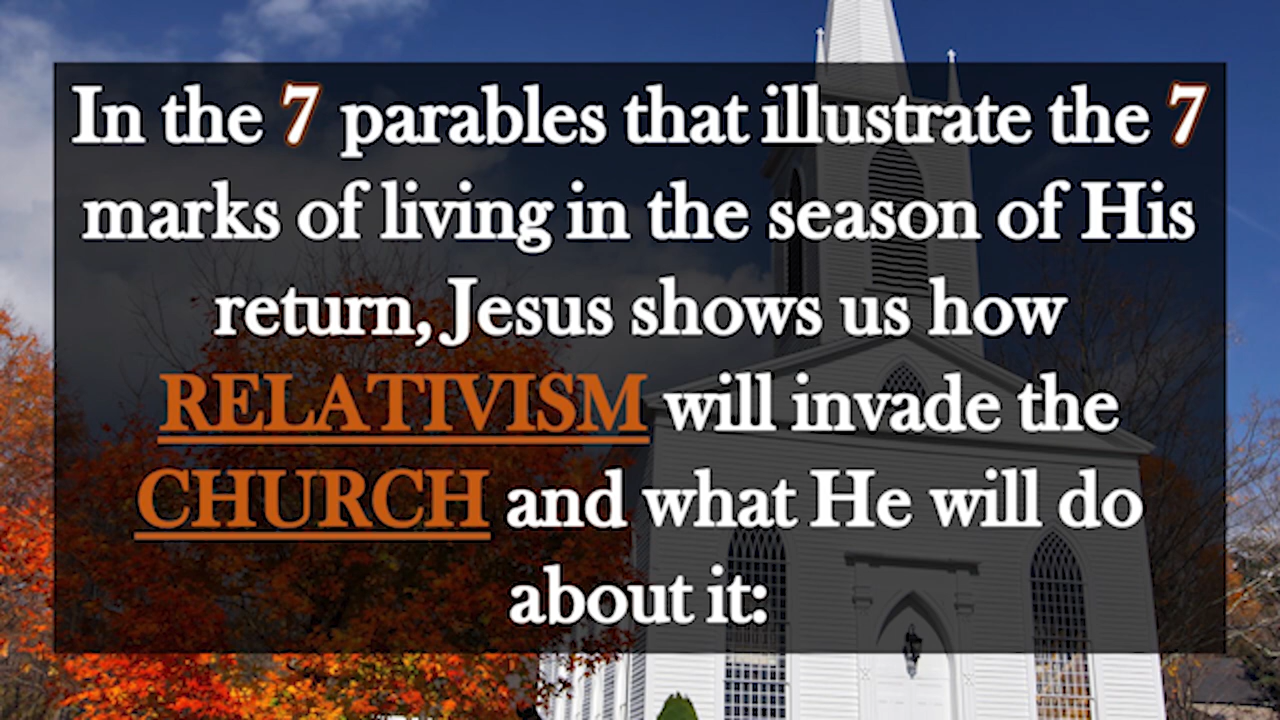 In the 7 parables that illustrate the 7
marks of living in the season of His
return, Jesus shows us how
RELATIVISM will invade the
CHURCH and what He will do
about it: